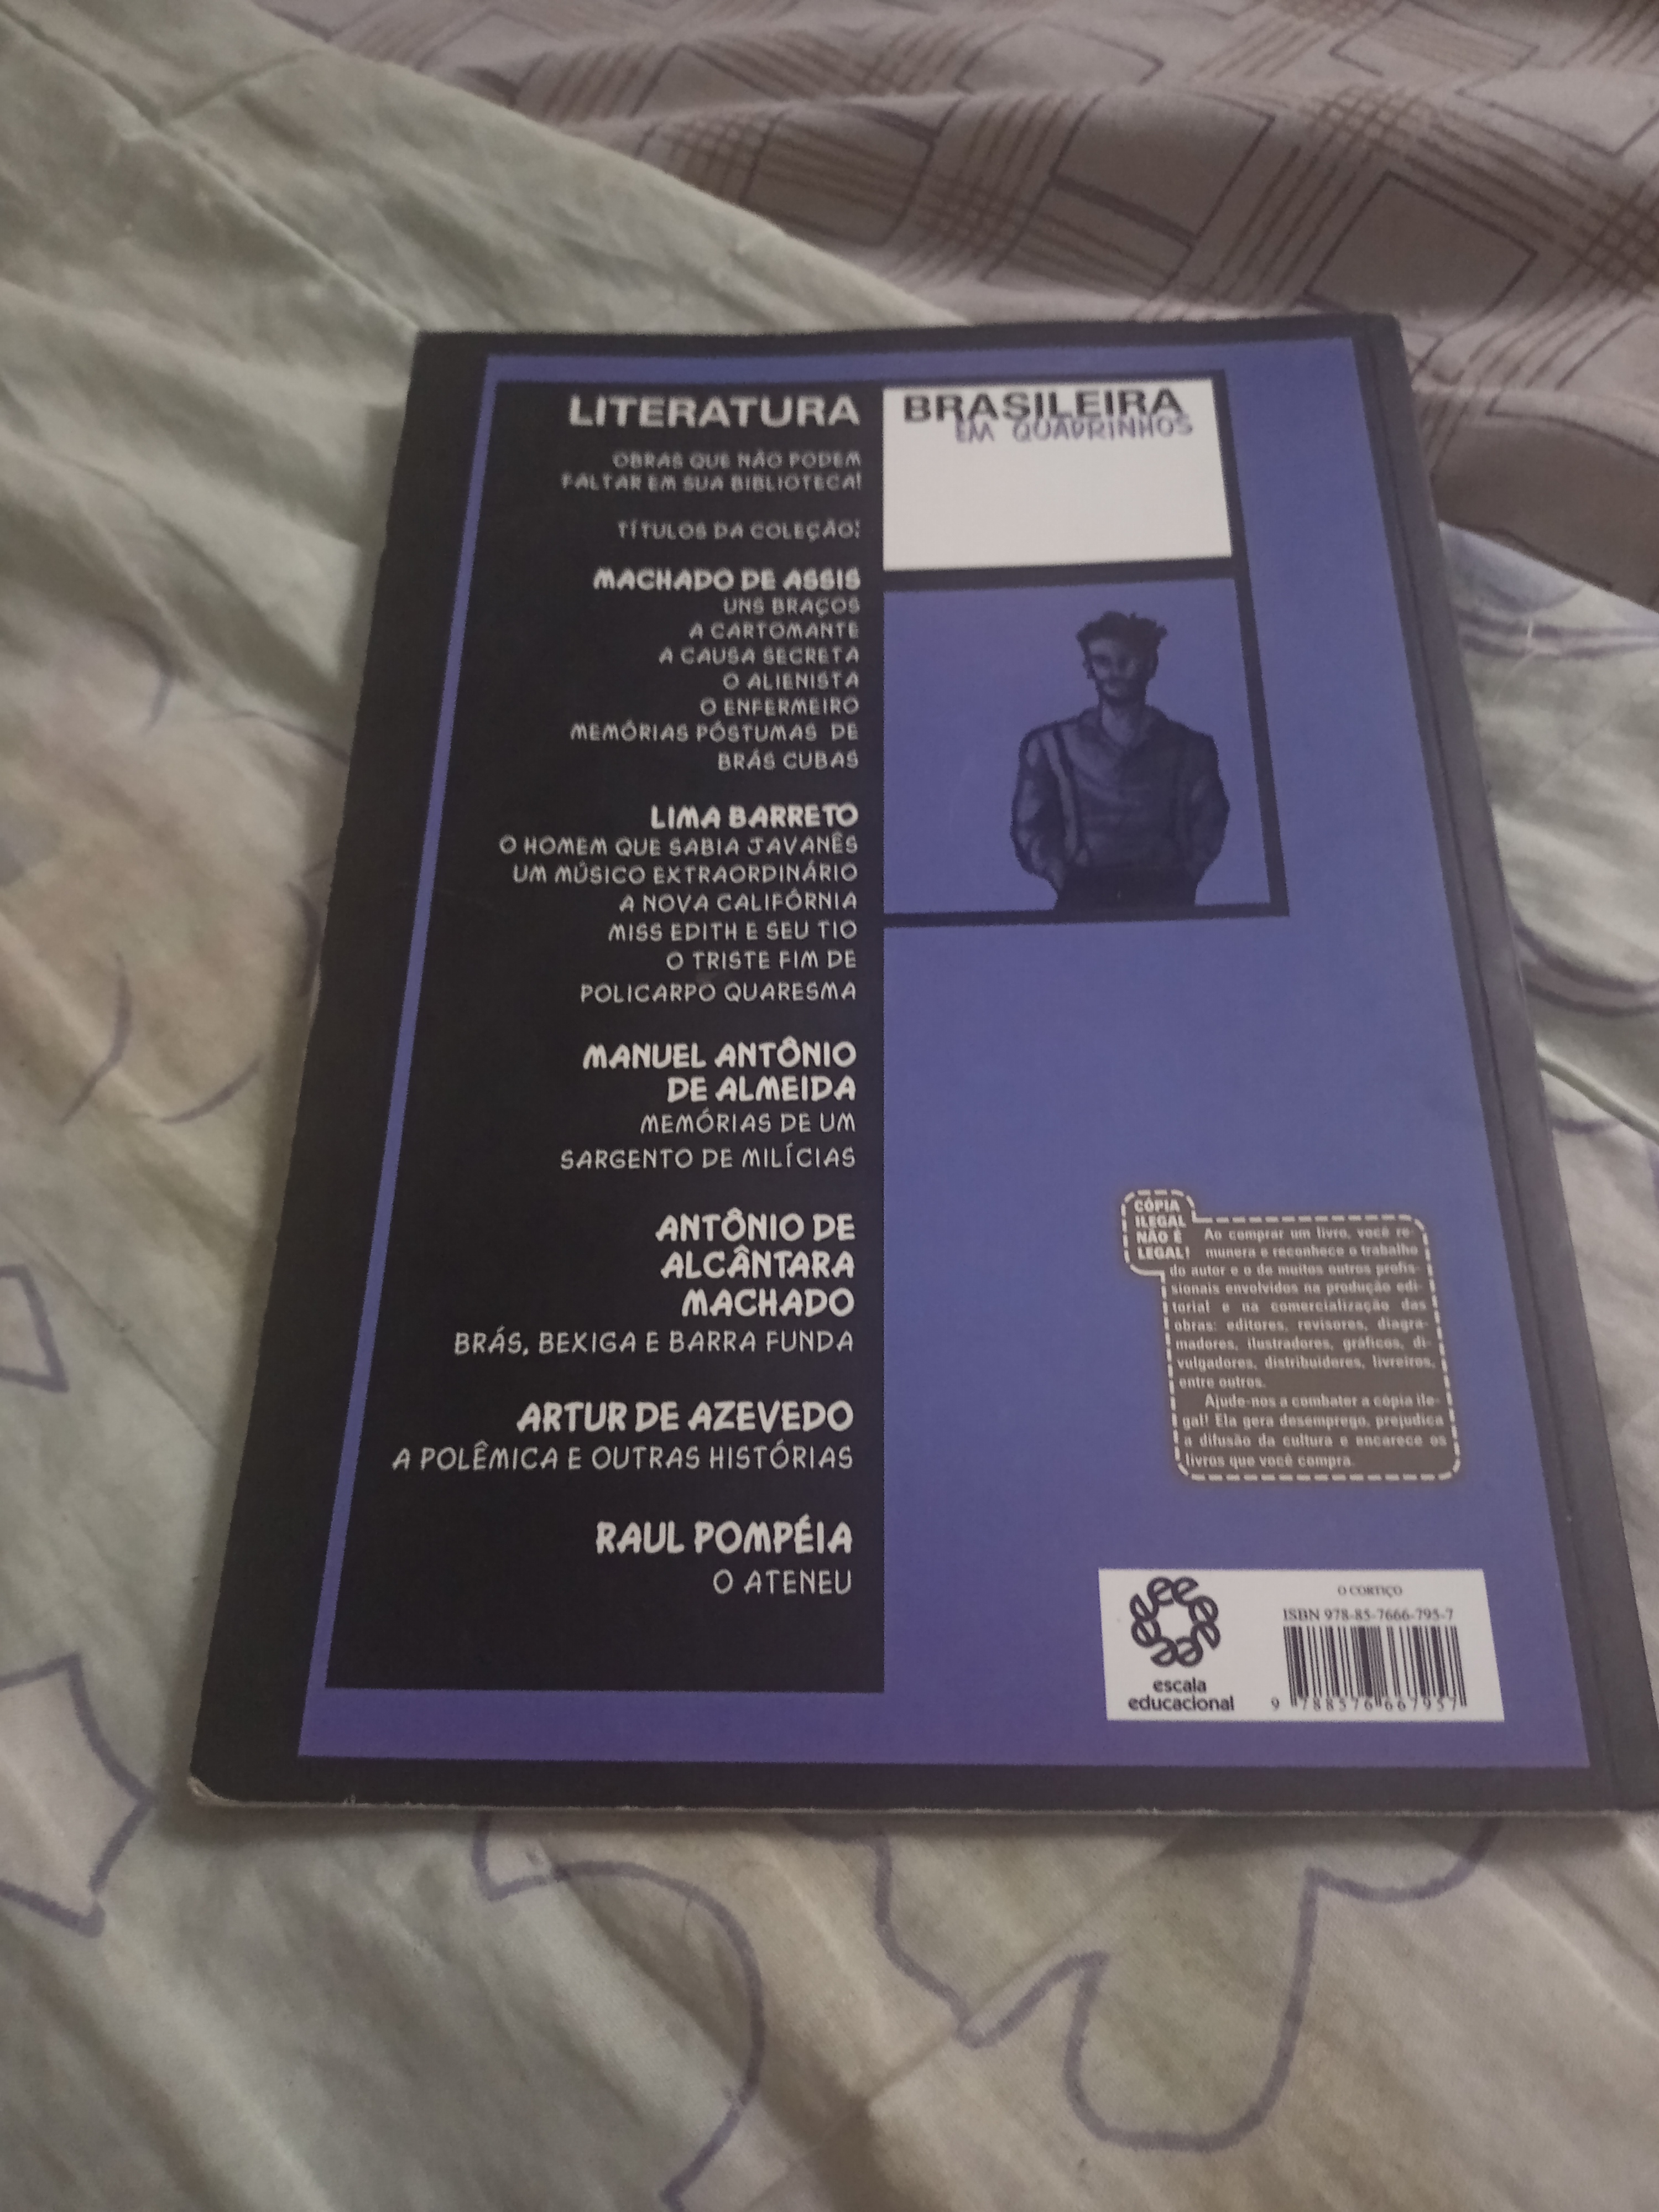 LITERATURA BRASILEIRA
EM QUADRINHOS
OBRAS QUE NÃO PODEM
FALTAR EM SUA BIBLIOTECA!
TÍTULOS DA COLEÇÃO:
MACHADO DE ASSIS
UNS BRAÇOS
A CARTOMANTE
A CAUSA SECRETA
O ALIENISTA
O ENFERMEIRO
MEMÓRIAS PÓSTUMAS DE
BRÁS CUBAS
LIMA BARRETO
O HOMEM QUE SABIA JAVANÊS
UM MÚSICO EXTRAORDINÁRIO
A NOVA CALIFÓRNIA
MISS EDITH E SEU TIO
O TRISTE FIM DE
POLICARPO QUARESMA
MANUEL ANTÔNIO
DE ALMEIDA
MEMÓRIAS DE UM
SARGENTO DE MILÍCIAS
ANTÔNIO DE
ALCÂNTARA
MACHADO
BRÁS, BEXIGA E BARRA FUNDA
ARTUR DE AZEVEDO
A POLÊMICA E OUTRAS HISTÓRIAS
RAUL POMPÉIA
O ATENEU
CÓPIA
ILEGAL
NÃO É
LEGAL!
Ao comprar um livro, você re-
munera e reconhece o trabalho
do autor e o de muitos outros profis-
sionais envolvidos na produção edi-
torial e na comercialização das
obras: editores, revisores, diagra-
madores, ilustradores, gráficos, di-
vulgadores, distribuidores, livreiros,
entre outros.
Ajude-nos a combater a cópia ile-
gal! Ela gera desemprego, prejudica
a difusão da cultura e encarece os
livros que você compra.
escala
educacional
O CORTIÇO
ISBN 978-85-7666-795-7
9 788576 667957